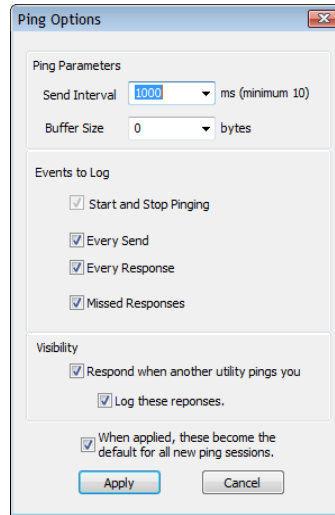 Ping Options
Ping Parameters
Send Interval 1000 ms (minimum 10)
Buffer Size 0 bytes
Events to Log
Start and Stop Pinging
Every Send
Every Response
Missed Responses
Visibility
Respond when another utility pings you
Log these reponses.
When applied, these become the
default for all new ping sessions.
Apply Cancel